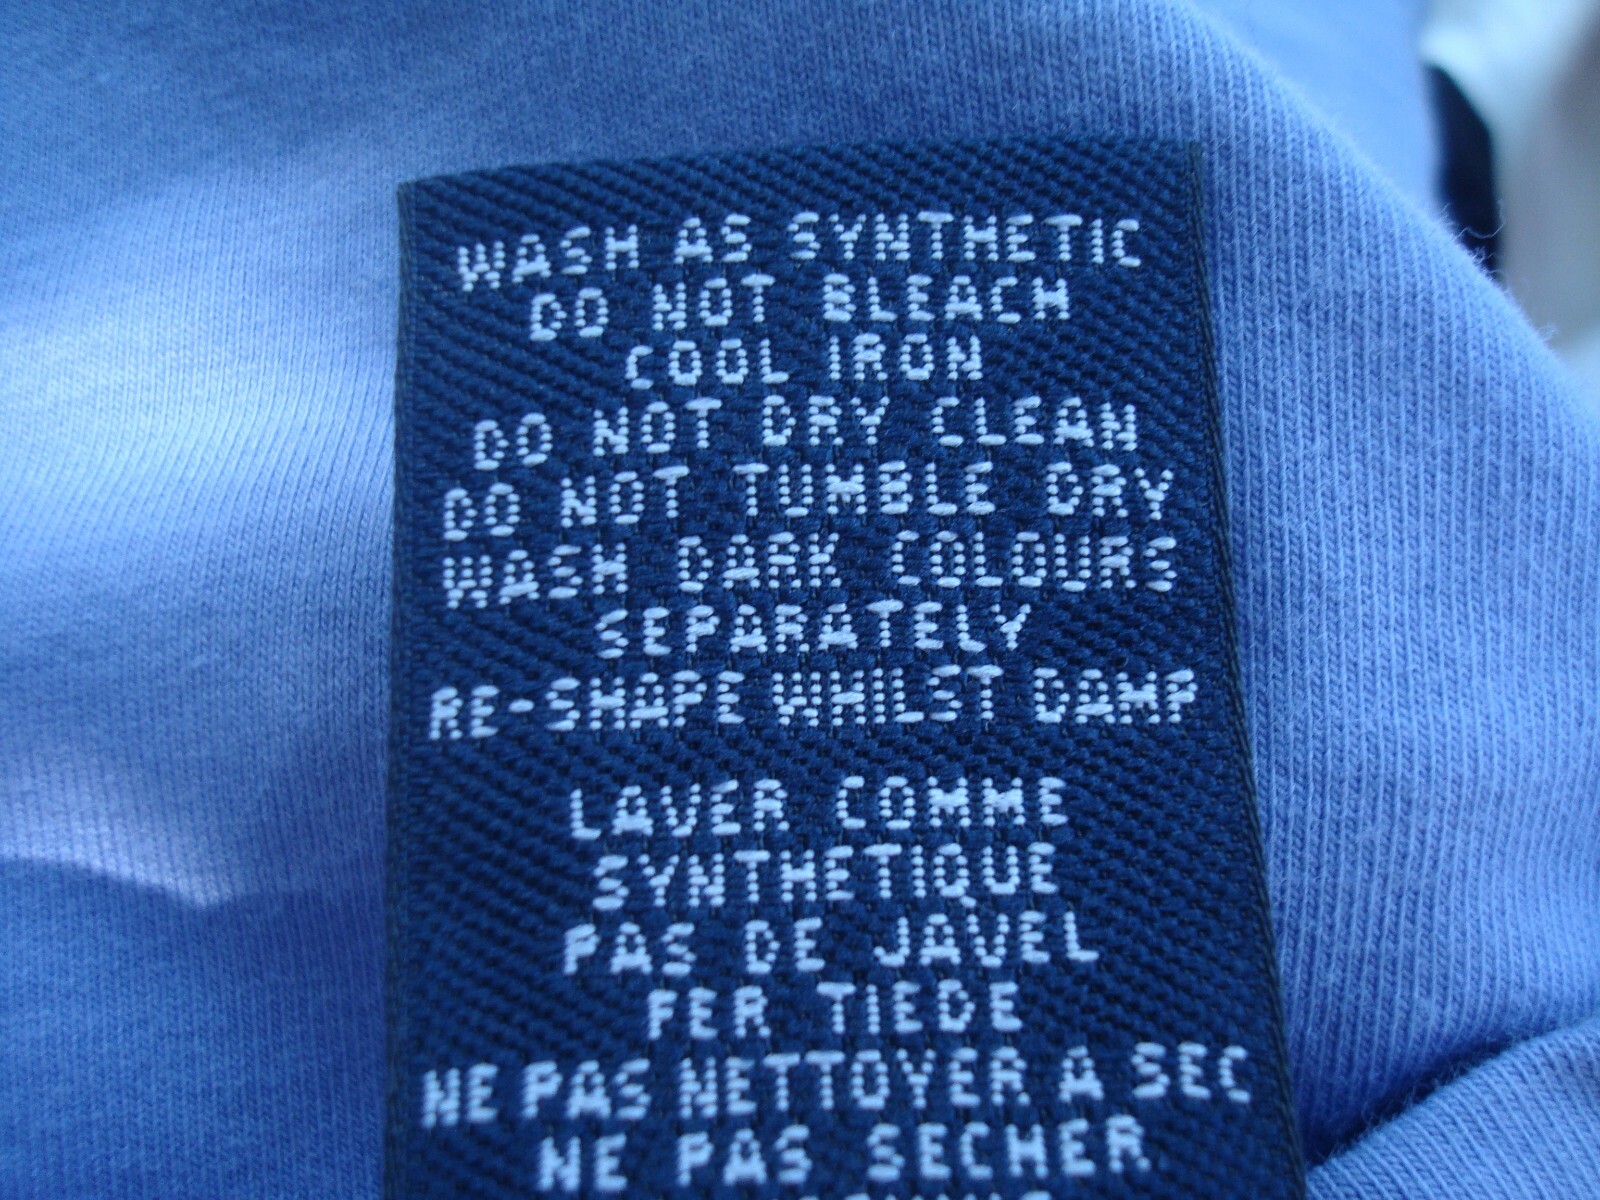 WASH AS SYNTHETIC
DO NOT BLEACH
COOL IRON
DO NOT DRY CLEAN
DO NOT TUMBLE DRY
WASH DARK COLOURS
SEPARATELY
RE-SHAPE WHILST DAMP
LAVER COMME
SYNTHETIQUE
PAS DE JAVEL
FER TIEDE
NE PAS NETTOYER A SEC
NE PAS SECHER